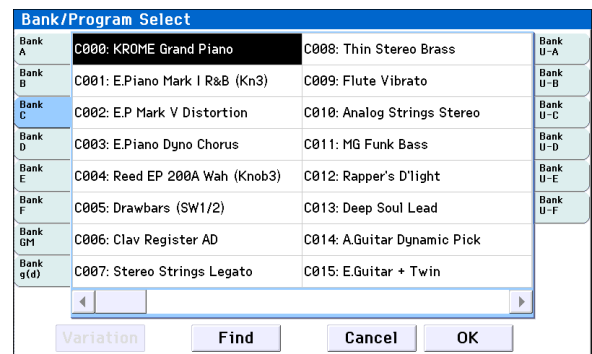 Bank/Program Select
Bank
A
Bank
B
Bank
C
Bank
D
Bank
E
Bank
F
Bank
GM
Bank
g(d)
C000: KROME Grand Piano
C001: E.Piano Mark I R&B (Kn3)
C002: E.P Mark V Distortion
C003: E.Piano Dyno Chorus
C004: Reed EP 200A Wah (Knob3)
C005: Drawbars (SW1/2)
C006: Clav Register AD
C007: Stereo Strings Legato
C008: Thin Stereo Brass
C009: Flute Vibrato
C010: Analog Strings Stereo
C011: MG Funk Bass
C012: Rapper's D'light
C013: Deep Soul Lead
C014: A.Guitar Dynamic Pick
C015: E.Guitar + Twin
Bank
U-A
Bank
U-B
Bank
U-C
Bank
U-D
Bank
U-E
Bank
U-F
Variation
Find
Cancel
OK